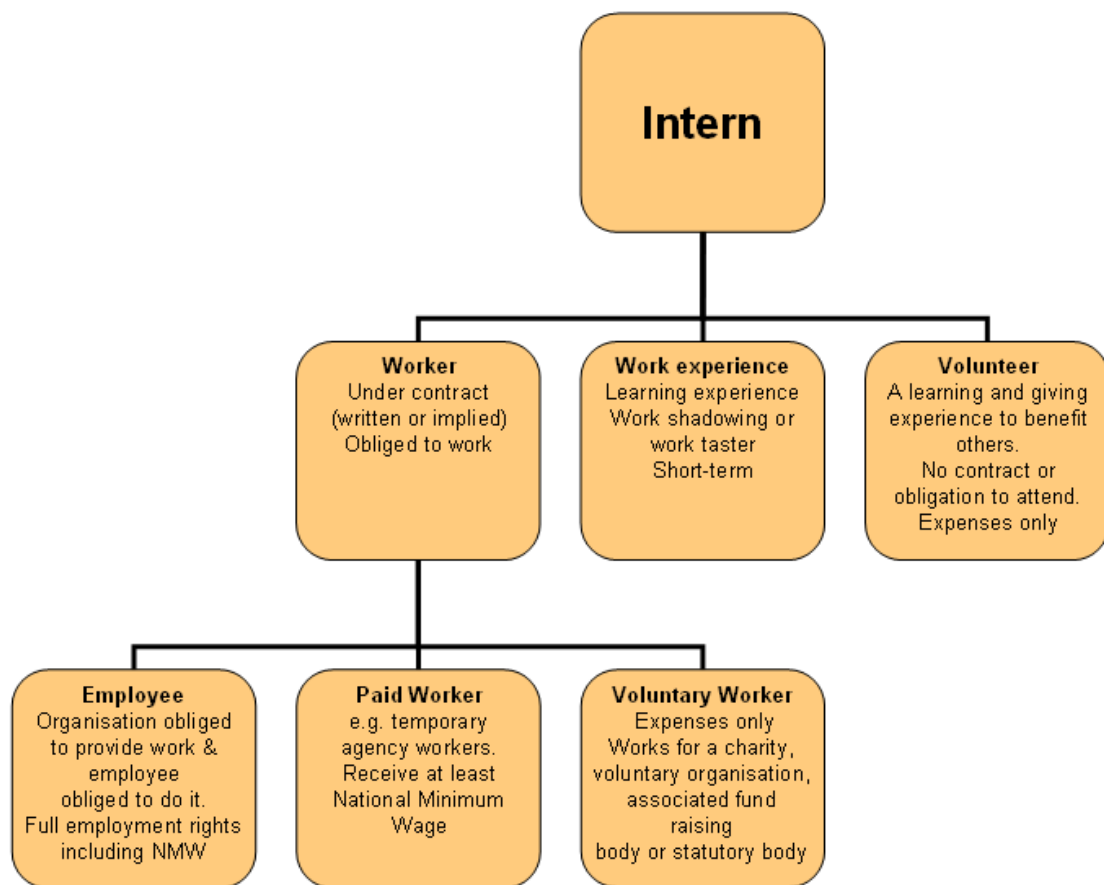 Intern
Worker
Under contract
(written or implied)
Obliged to work
Work experience
Learning experience
Work shadowing or
work taster
Short-term
Volunteer
A learning and giving
experience to benefit
others.
No contract or
obligation to attend.
Expenses only
Employee
Organisation obliged
to provide work &
employee
obliged to do it.
Full employment rights
including NMW
Paid Worker
e.g. temporary
agency workers.
Receive at least
National Minimum
Wage
Voluntary Worker
Expenses only
Works for a charity,
voluntary organisation,
associated fund
raising
body or statutory body